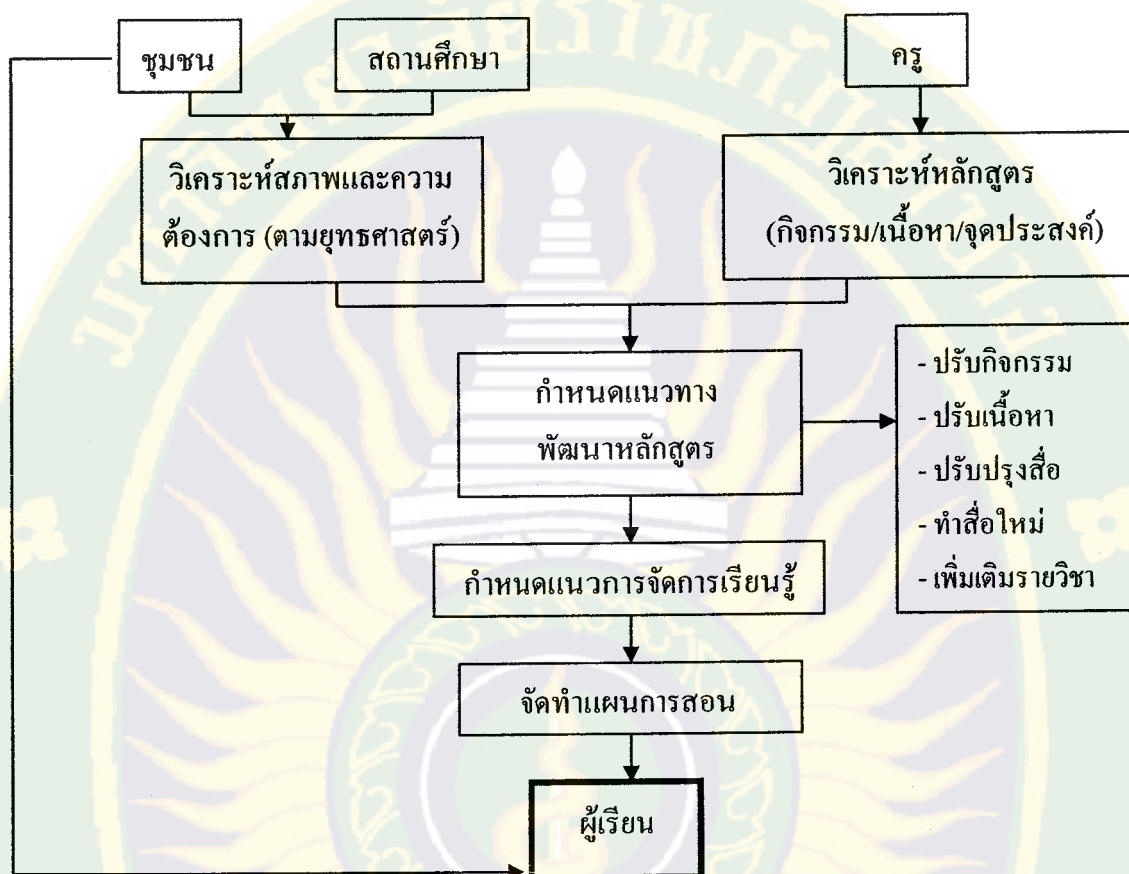 ชุมชน
สถานศึกษา
ครู
วิเคราะห์สภาพและความ
ต้องการ (ตามยุทธศาสตร์)
วิเคราะห์หลักสูตร
(กิจกรรม/เนื้อหา/จุดประสงค์)
กำหนดแนวทาง
พัฒนาหลักสูตร
- ปรับกิจกรรม
- ปรับเนื้อหา
- ปรับปรุงสื่อ
- ทำสื่อใหม่
- เพิ่มเติมรายวิชา
กำหนดแนวการจัดการเรียนรู้
จัดทำแผนการสอน
ผู้เรียน